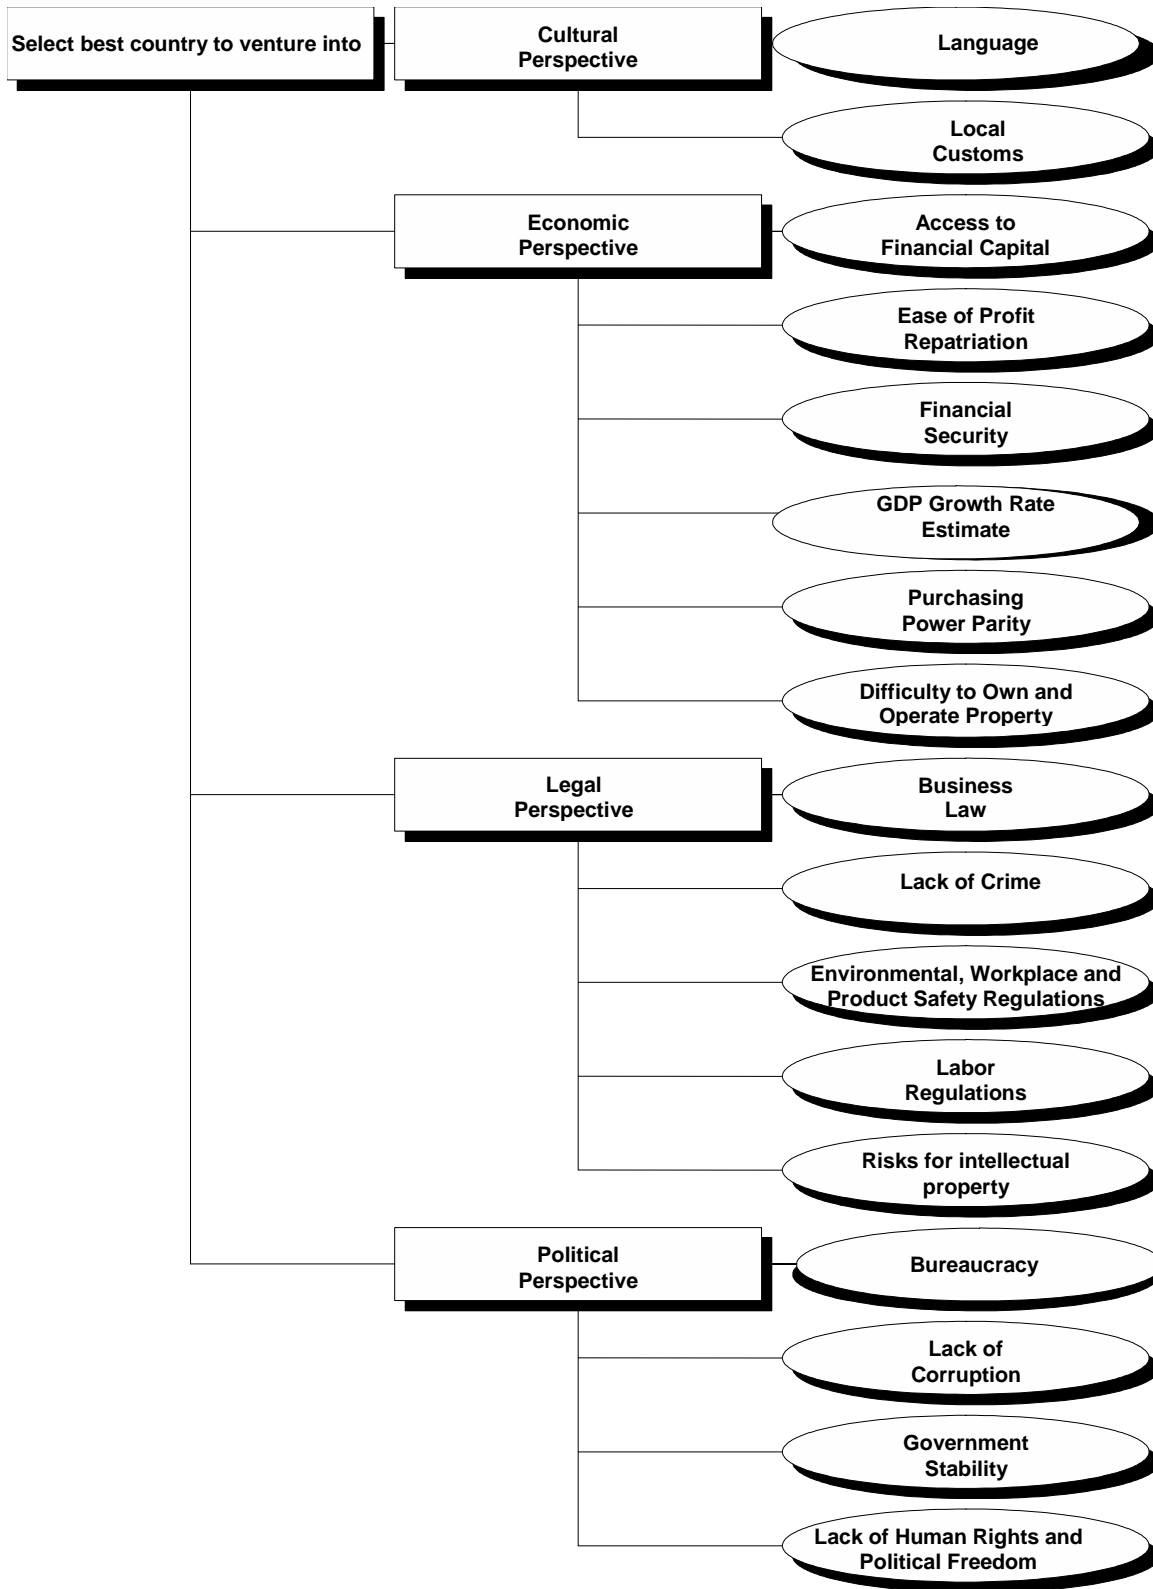 Select best country to venture into
Cultural
Perspective
Language
Local
Customs
Economic
Perspective
Access to
Financial Capital
Ease of Profit
Repatriation
Financial
Security
GDP Growth Rate
Estimate
Purchasing
Power Parity
Difficulty to Own and
Operate Property
Legal
Perspective
Business
Law
Lack of Crime
Environmental, Workplace and
Product Safety Regulations
Labor
Regulations
Risks for intellectual
property
Political
Perspective
Bureaucracy
Lack of
Corruption
Government
Stability
Lack of Human Rights and
Political Freedom